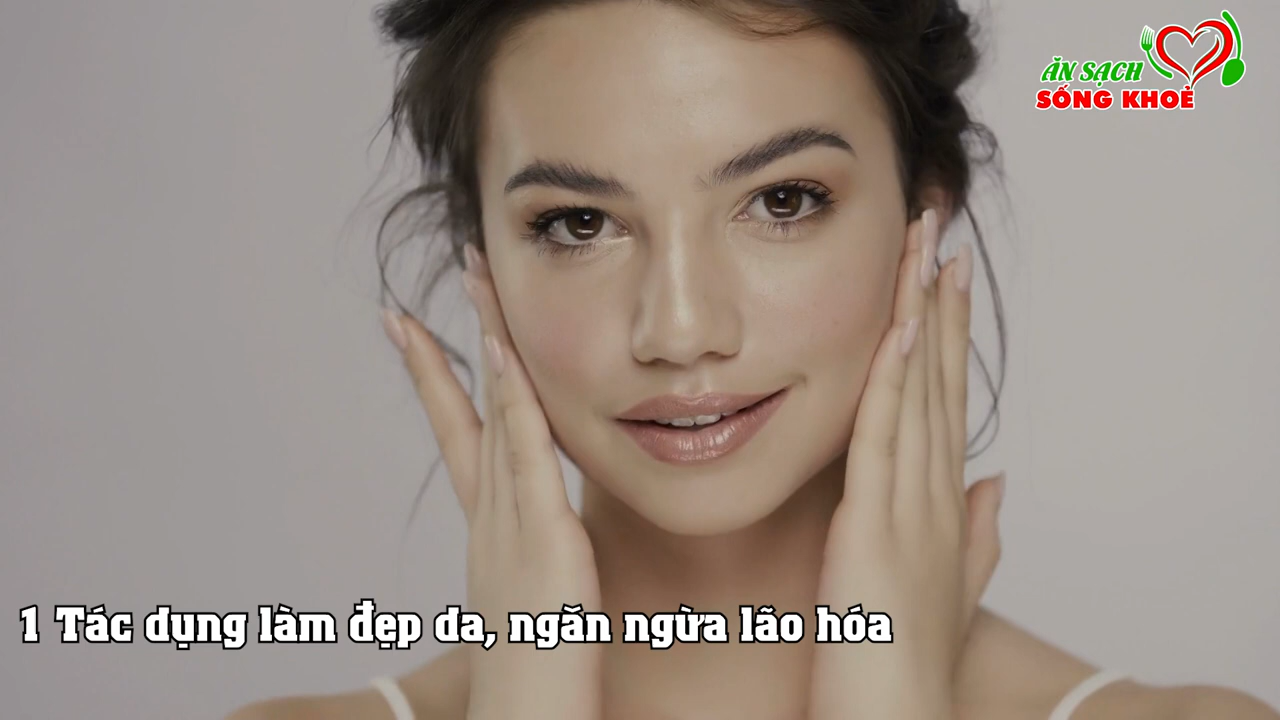 ĂN SẠCH
SỐNG KHOẺ
1 Tác dụng làm đẹp da, ngăn ngừa lão hóa